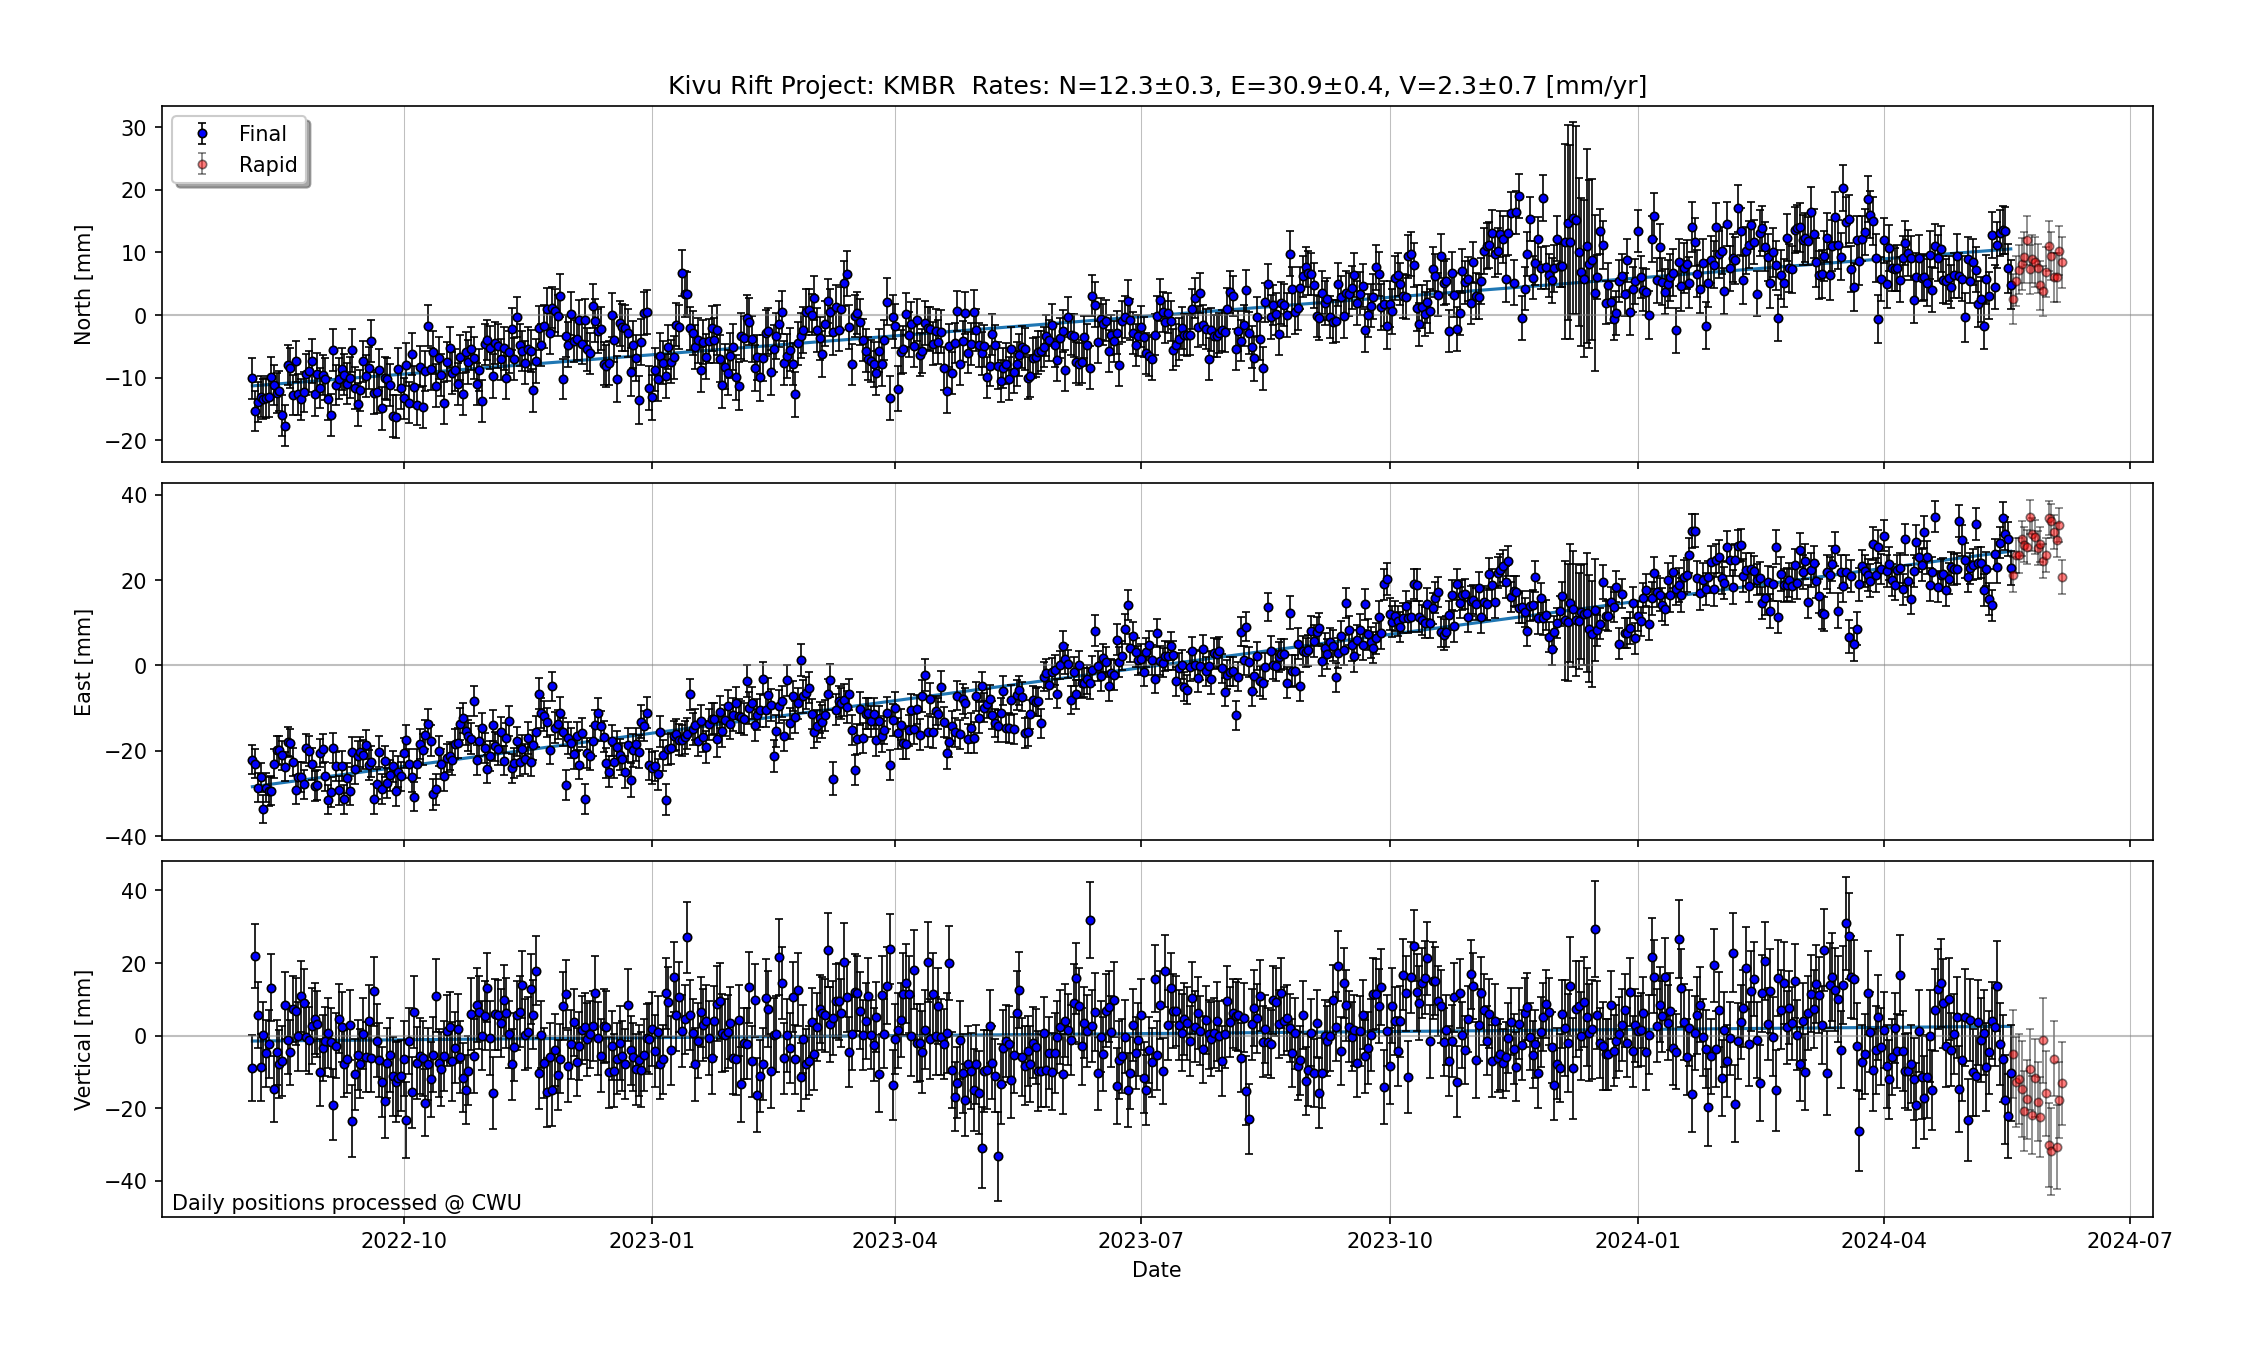 Kivu Rift Project: KMBR  Rates: N=12.3±0.3, E=30.9±0.4, V=2.3±0.7 [mm/yr]
Final
Rapid
North [mm]
30
20
10
0
−10
−20
East [mm]
40
20
0
−20
−40
Vertical [mm]
40
20
0
−20
−40
Daily positions processed @ CWU
2022-10 2023-01 2023-04 2023-07 2023-10 2024-01 2024-04 2024-07
Date